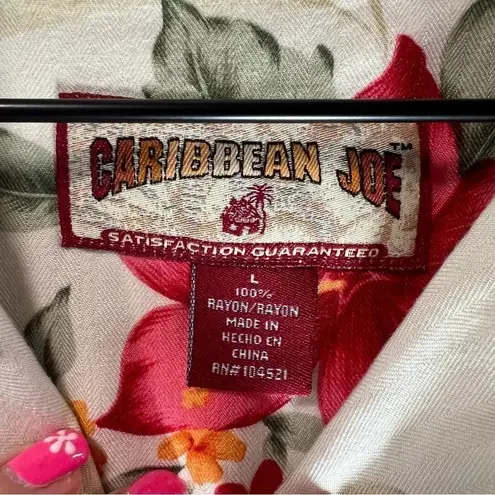 CARIBBEAN JOE™
SATISFACTION GUARANTEED
L
100%
RAYON/RAYON
MADE IN
HECHO EN
CHINA
RN#104521